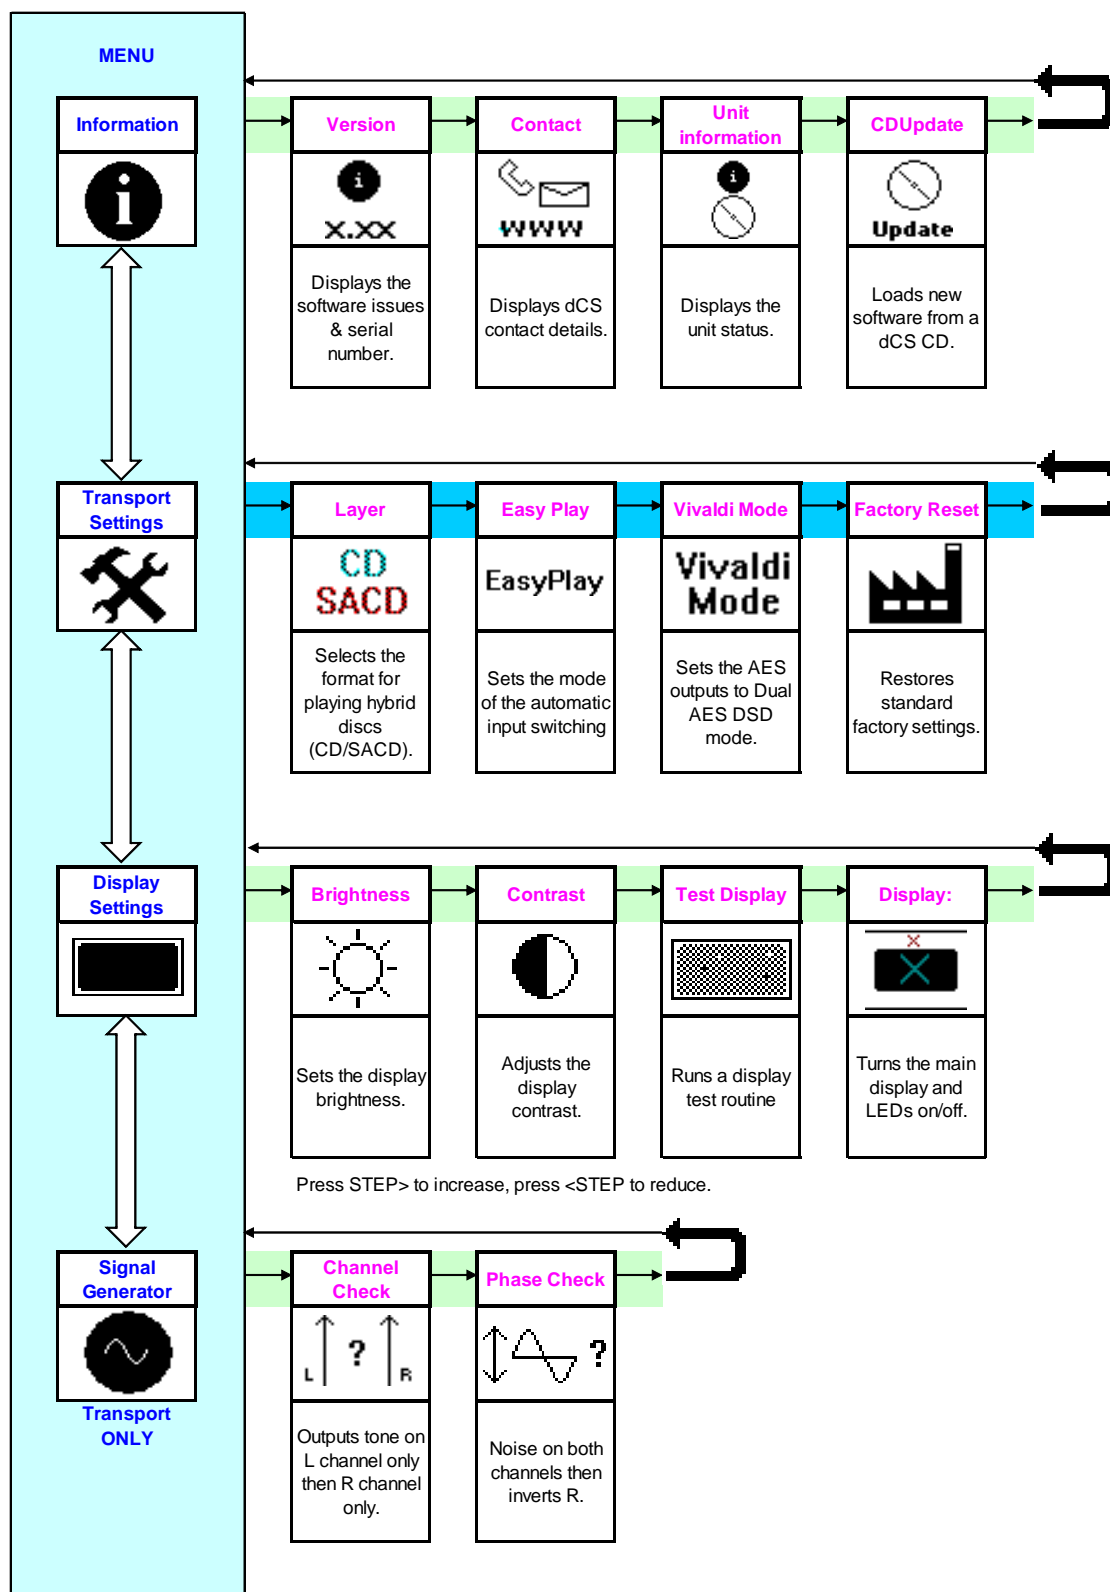 MENU
Information
Version
Contact
Unit
information
CDUpdate
i
i
x.xx
www
i
Update
Displays the
software issues
& serial
number.
Displays dCS
contact details.
Displays the
unit status.
Loads new
software from a
dCS CD.
Transport
Settings
Layer
Easy Play
Vivaldi Mode
Factory Reset
CD
SACD
EasyPlay
Vivaldi
Mode
Selects the
format for
playing hybrid
discs
(CD/SACD).
Sets the mode
of the automatic
input switching
Sets the AES
outputs to Dual
AES DSD
mode.
Restores
standard
factory settings.
Display
Settings
Brightness
Contrast
Test Display
Display:
Sets the display
brightness.
Adjusts the
display
contrast.
Runs a display
test routine
Turns the main
display and
LEDs on/off.
Press STEP> to increase, press <STEP to reduce.
Signal
Generator
Channel
Check
Phase Check
L ? R
?
Transport
ONLY
Outputs tone on
L channel only
then R channel
only.
Noise on both
channels then
inverts R.